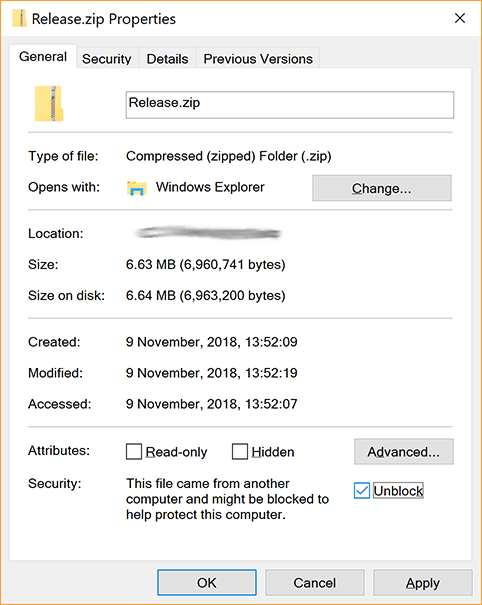 Release.zip Properties
General Security Details Previous Versions
Release.zip
Type of file: Compressed (zipped) Folder (.zip)
Opens with: Windows Explorer Change...
Location:
Size: 6.63 MB (6,960,741 bytes)
Size on disk: 6.64 MB (6,963,200 bytes)
Created: 9 November, 2018, 13:52:09
Modified: 9 November, 2018, 13:52:19
Accessed: 9 November, 2018, 13:52:07
Attributes: Read-only Hidden Advanced...
Security: This file came from another
computer and might be blocked to Unblock
help protect this computer.
OK Cancel Apply